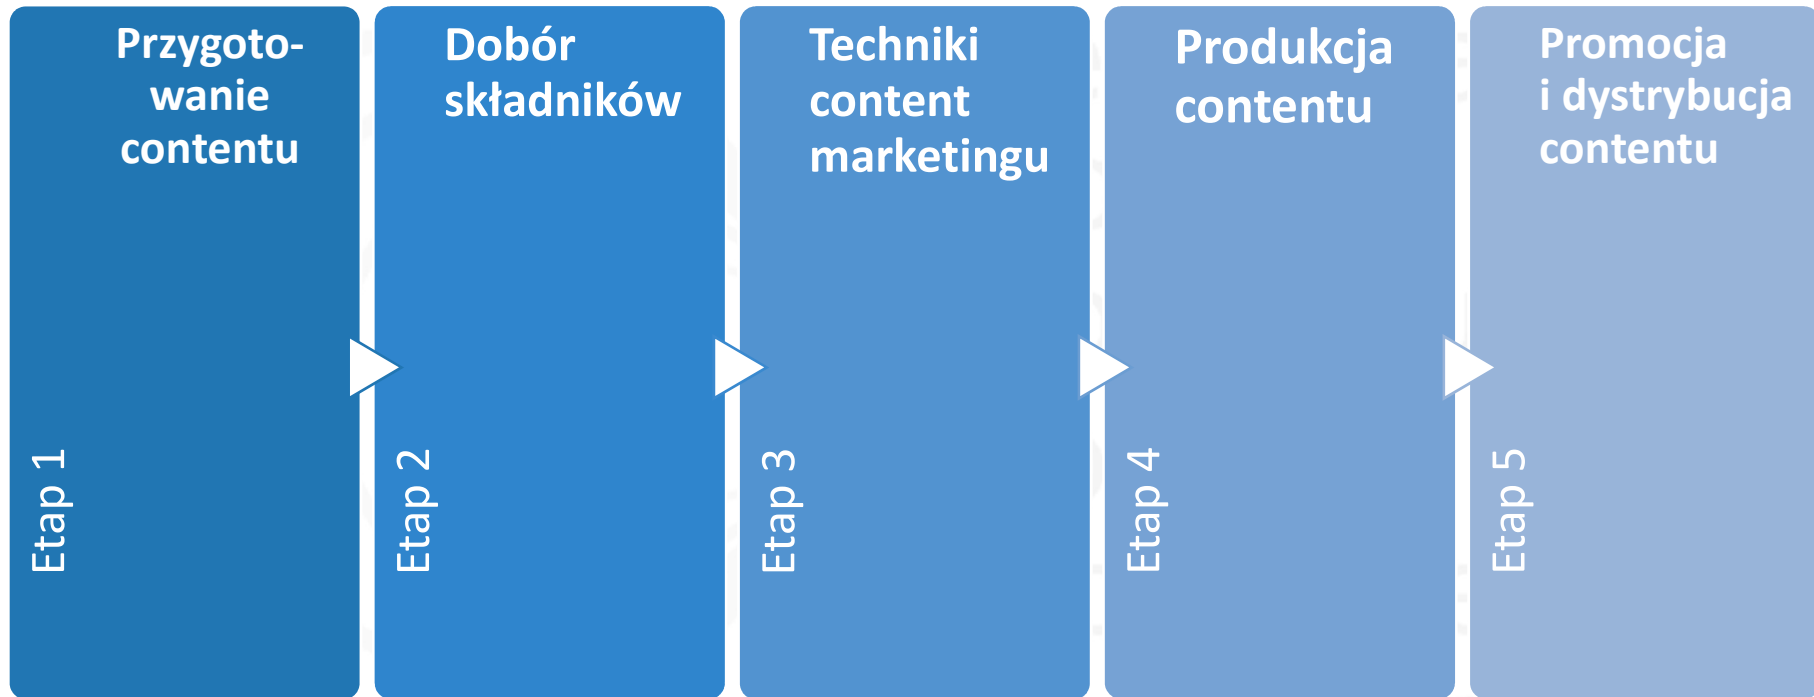 Przygoto-
wanie
contentu
Etap 1
Dobór
składników
Etap 2
Techniki
content
marketingu
Etap 3
Produkcja
contentu
Etap 4
Promocja
i dystrybucja
contentu
Etap 5